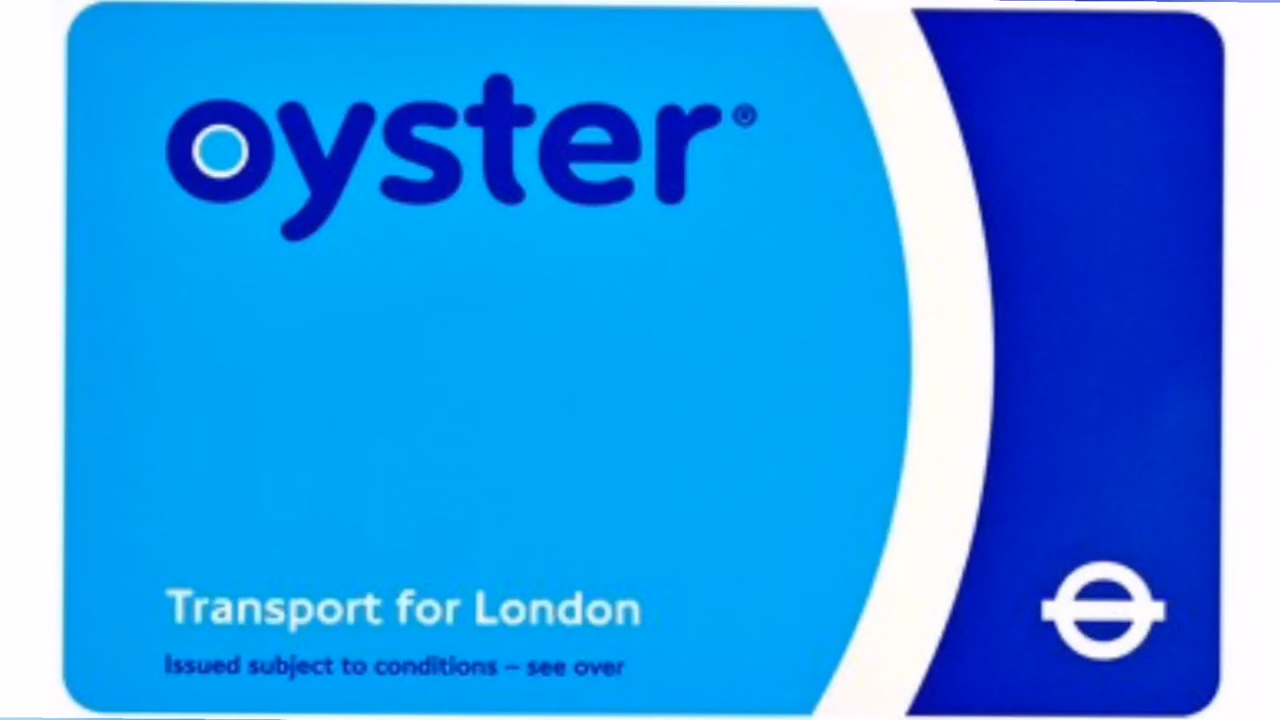 oyster®
Transport for London
Issued subject to conditions – see over